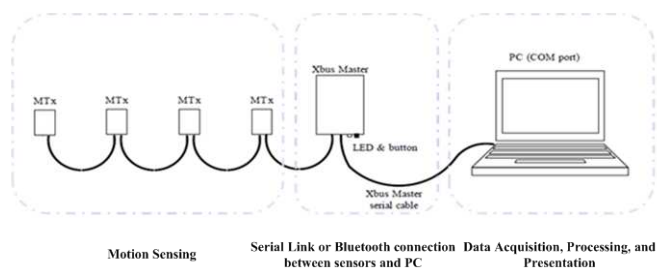 PC (COM port)
Xbus Master
MTx MTx MTx MTx
LED & button
Xbus Master
serial cable
Motion Sensing
Serial Link or Bluetooth connection
between sensors and PC
Data Acquisition, Processing, and
Presentation